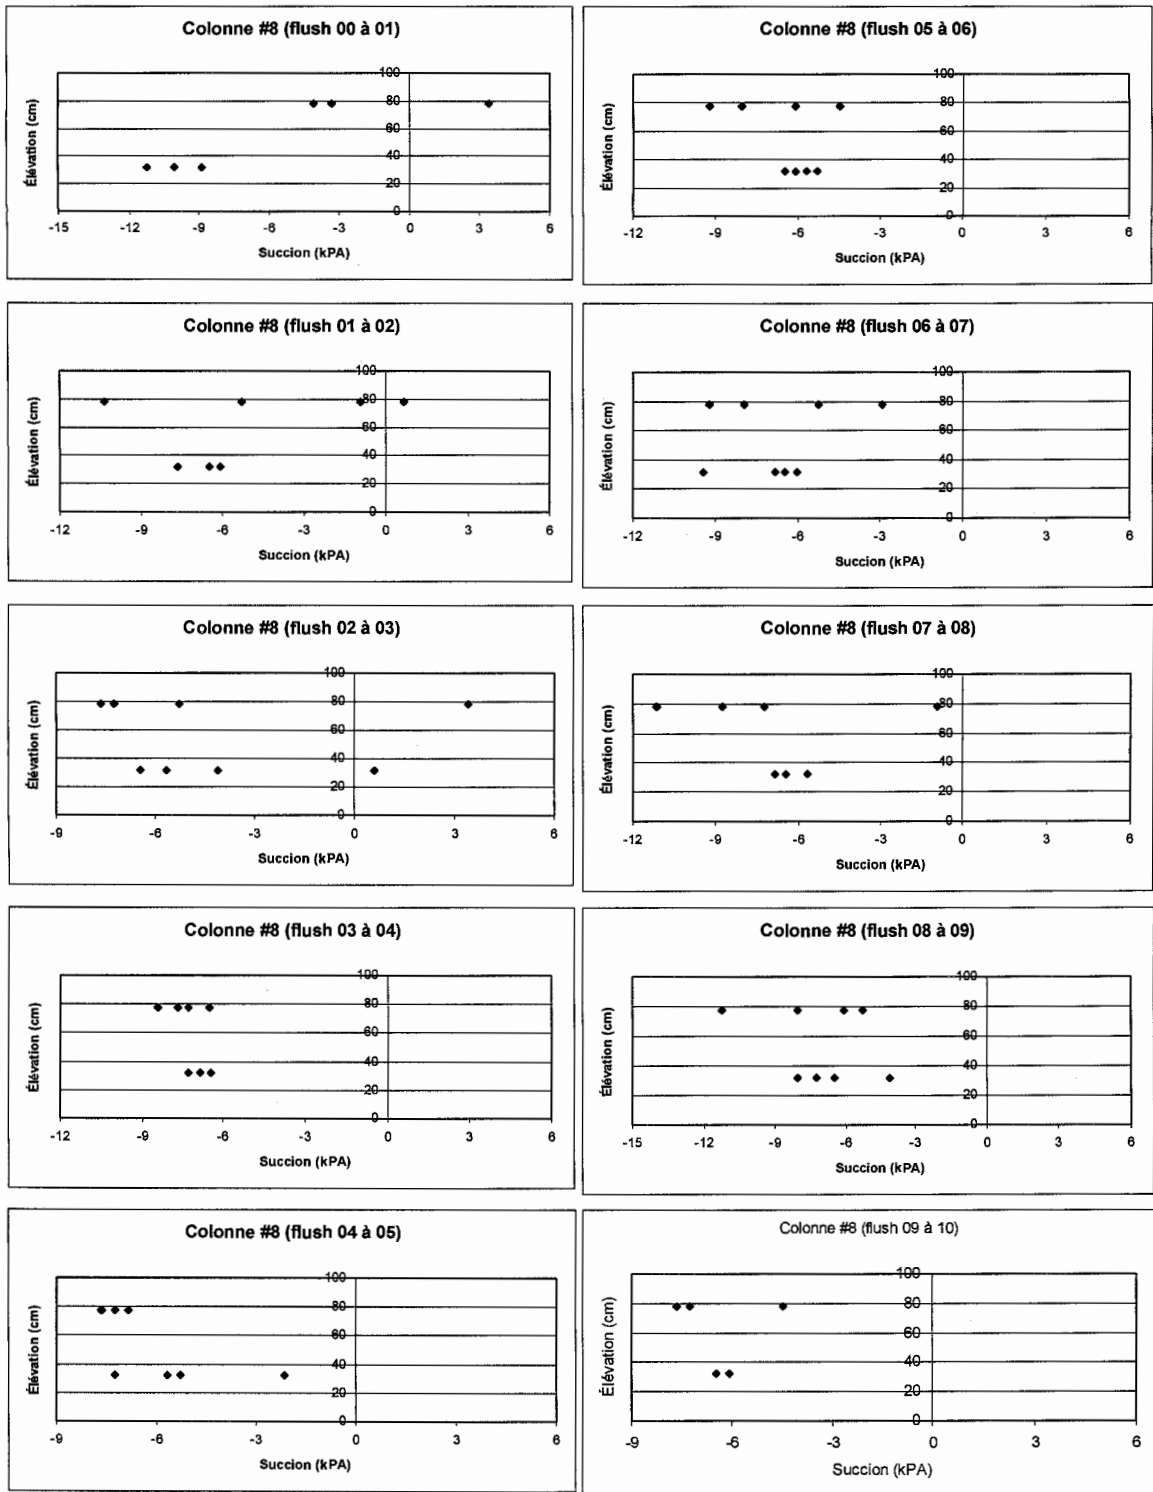 Colonne #8 (flush 00 à 01)
Élévation (cm)
100
80
60
40
20
0
-15 -12 -9 -6 -3 0 3 6
Succion (kPA)
Colonne #8 (flush 05 à 06)
Élévation (cm)
100
80
60
40
20
0
-12 -9 -6 -3 0 3 6
Succion (kPA)
Colonne #8 (flush 01 à 02)
Élévation (cm)
100
80
60
40
20
0
-12 -9 -6 -3 0 3 6
Succion (kPA)
Colonne #8 (flush 06 à 07)
Élévation (cm)
100
80
60
40
20
0
-12 -9 -6 -3 0 3 6
Succion (kPA)
Colonne #8 (flush 02 à 03)
Élévation (cm)
100
80
60
40
20
0
-9 -6 -3 0 3 6
Succion (kPA)
Colonne #8 (flush 07 à 08)
Élévation (cm)
100
80
60
40
20
0
-12 -9 -6 -3 0 3 6
Succion (kPA)
Colonne #8 (flush 03 à 04)
Élévation (cm)
100
80
60
40
20
0
-12 -9 -6 -3 0 3 6
Succion (kPA)
Colonne #8 (flush 08 à 09)
Élévation (cm)
100
80
60
40
20
0
-15 -12 -9 -6 -3 0 3 6
Succion (kPA)
Colonne #8 (flush 04 à 05)
Élévation (cm)
100
80
60
40
20
0
-9 -6 -3 0 3 6
Succion (kPA)
Colonne #8 (flush 09 à 10)
Élévation (cm)
100
80
60
40
20
0
-9 -6 -3 0 3 6
Succion (kPA)